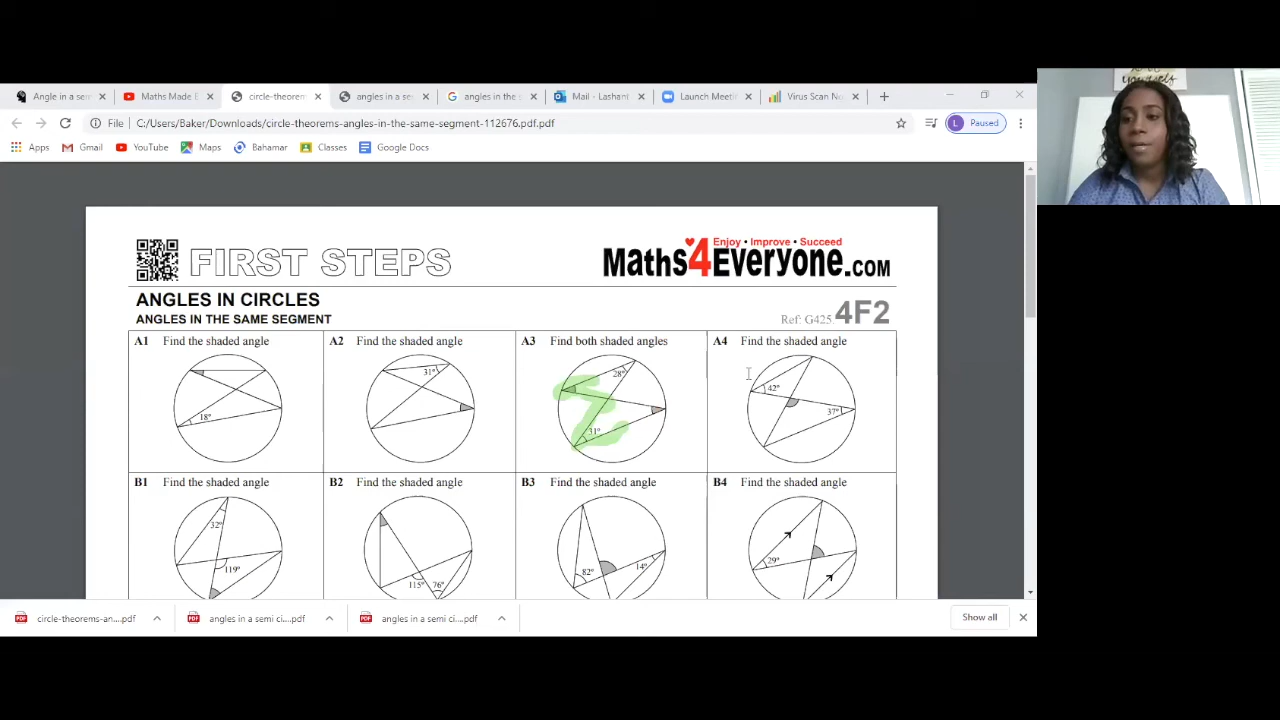 Angle in a sem
Maths Made E
circle-theorem
angles in a se
angles in the s
Mail - Lashant
Launch Meetin
Virus Scan
Paused
File
C:/Users/Baker/Downloads/circle-theorems-angles-in-the-same-segment-112676.pdf.pdf
Apps
Gmail
YouTube
Maps
Bahamar
Classes
Google Docs
FIRST STEPS
Enjoy • Improve • Succeed
Maths4Everyone.COM
ANGLES IN CIRCLES
ANGLES IN THE SAME SEGMENT
Ref: G425. 4F2
A1 Find the shaded angle
18°
A2 Find the shaded angle
31°
A3 Find both shaded angles
28°
31°
A4 Find the shaded angle
42°
37°
B1 Find the shaded angle
32°
119°
B2 Find the shaded angle
115°
76°
B3 Find the shaded angle
82°
14°
B4 Find the shaded angle
29°
circle-theorems-an....pdf
angles in a semi ci....pdf
angles in a semi ci....pdf
Show all